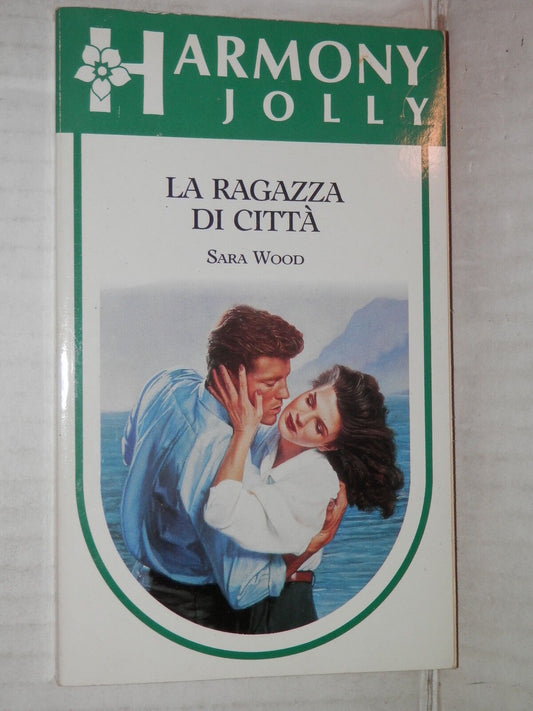 HARMONY
JOLLY
LA RAGAZZA
DI CITTÀ
SARA WOOD